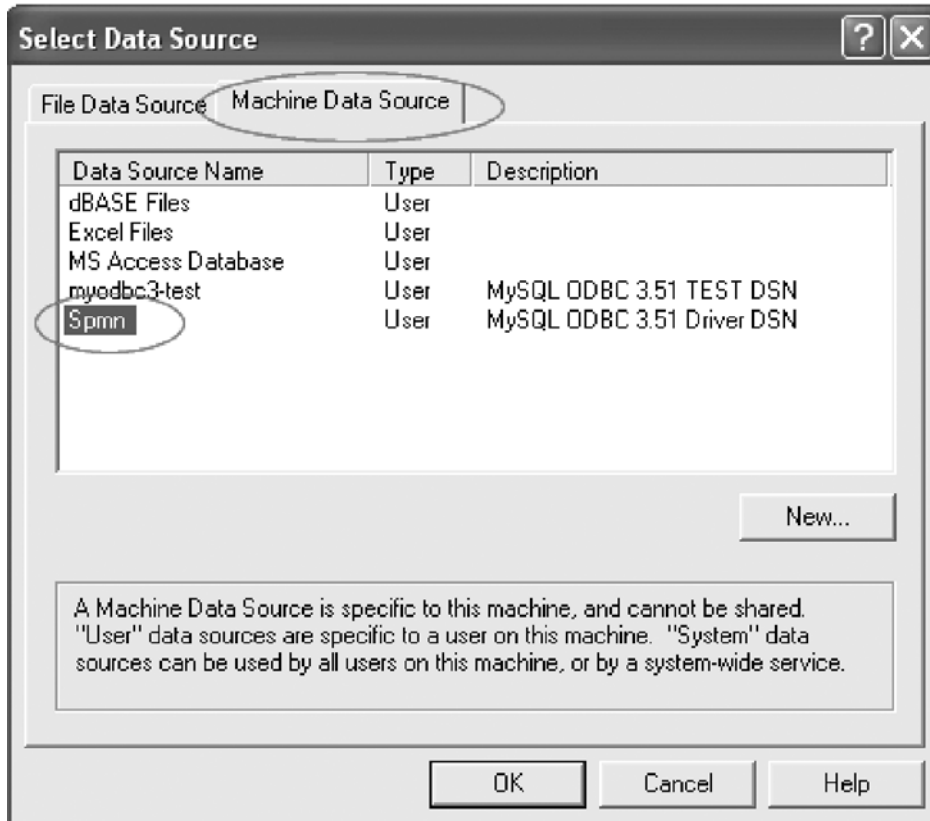 Select Data Source
File Data Source Machine Data Source
Data Source Name Type Description
dBASE Files User
Excel Files User
MS Access Database User
myodbc3-test User MySQL ODBC 3.51 TEST DSN
Spmn User MySQL ODBC 3.51 Driver DSN
New...
A Machine Data Source is specific to this machine, and cannot be shared.
"User" data sources are specific to a user on this machine. "System" data
sources can be used by all users on this machine, or by a system-wide service.
OK Cancel Help